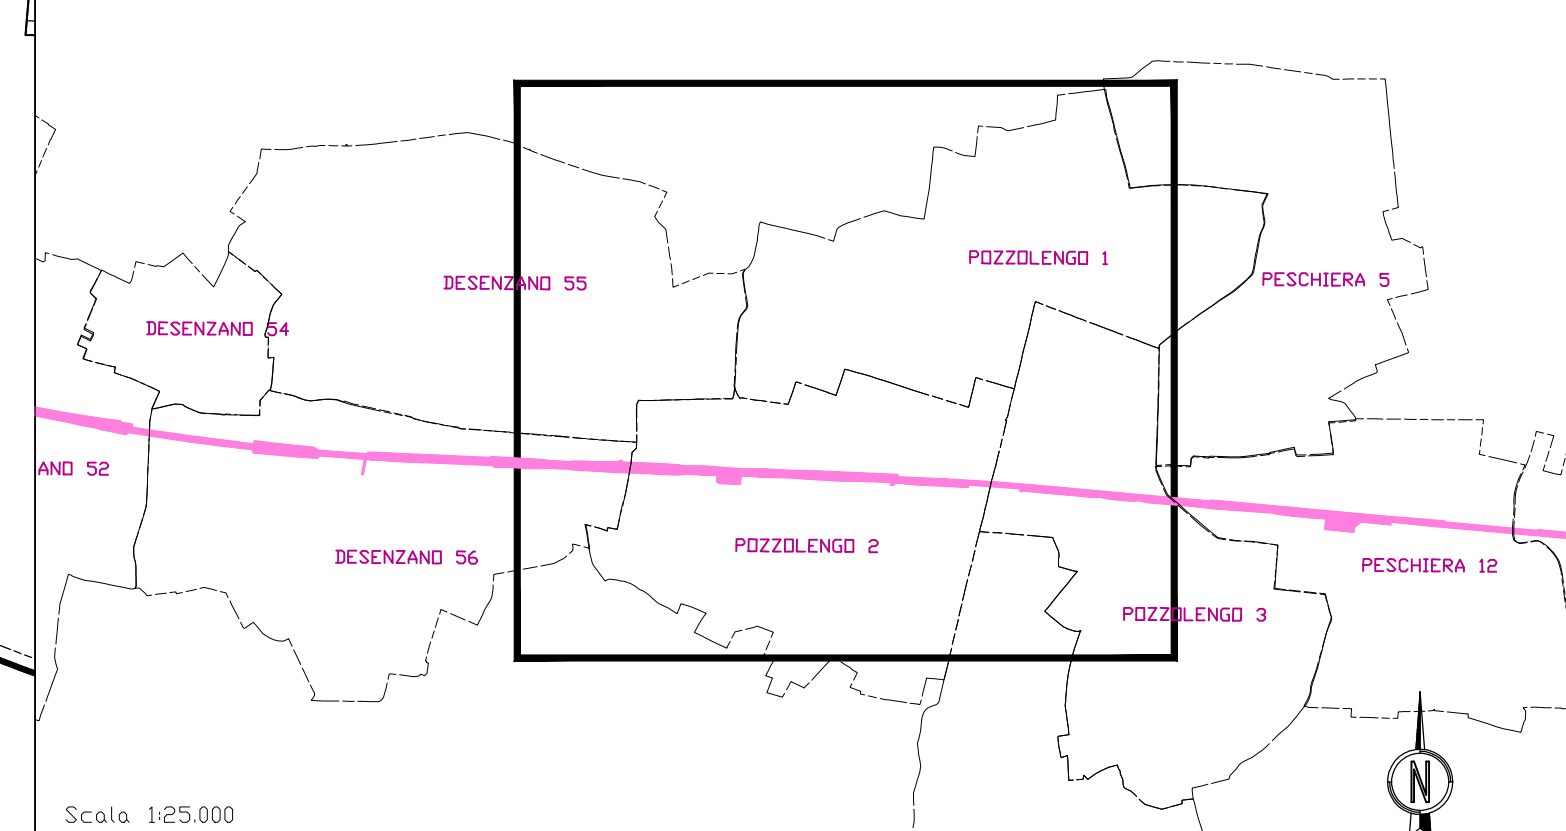 POZZOLENGO 1
DESENZANO 55
PESCHIERA 5
DESENZANO 54
ANO 52
DESENZANO 56
POZZOLENGO 2
PESCHIERA 12
POZZOLENGO 3
N
Scala 1:25.000